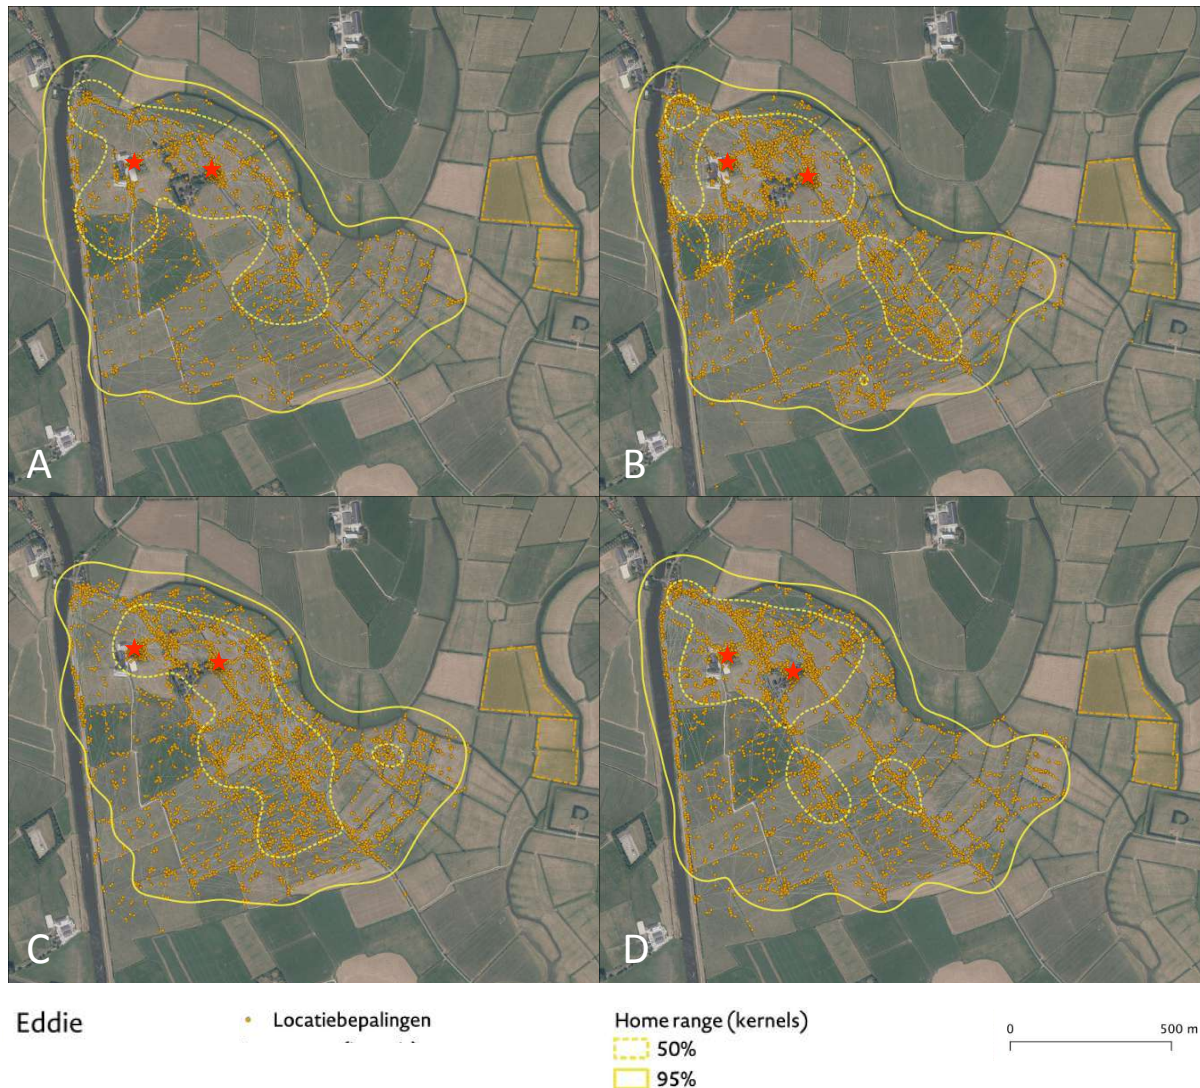 A
B
C
D
Eddie
Locatiebepalingen
Home range (kernels)
50%
95%
0
500 m